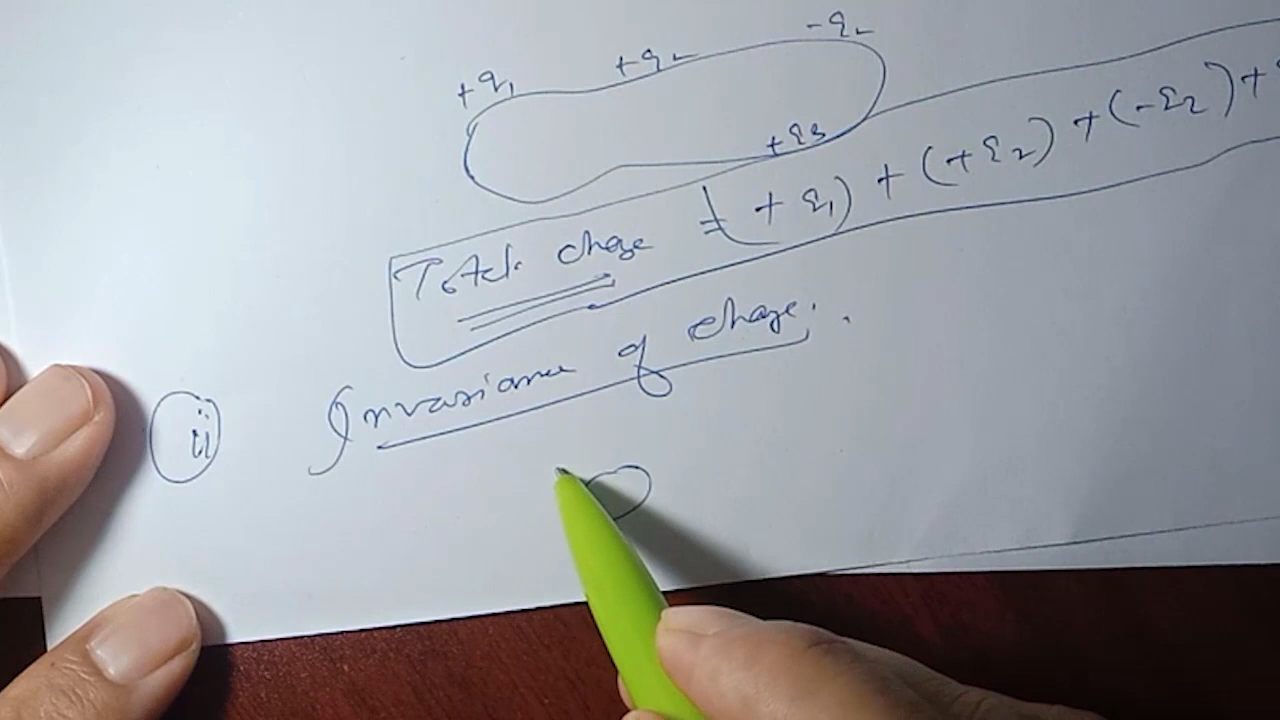 +q₁ +q₂ -q₂
+q₃
Total charge = (+q₁) + (+q₂) + (-q₂) +
(ii) Invariance of charge.